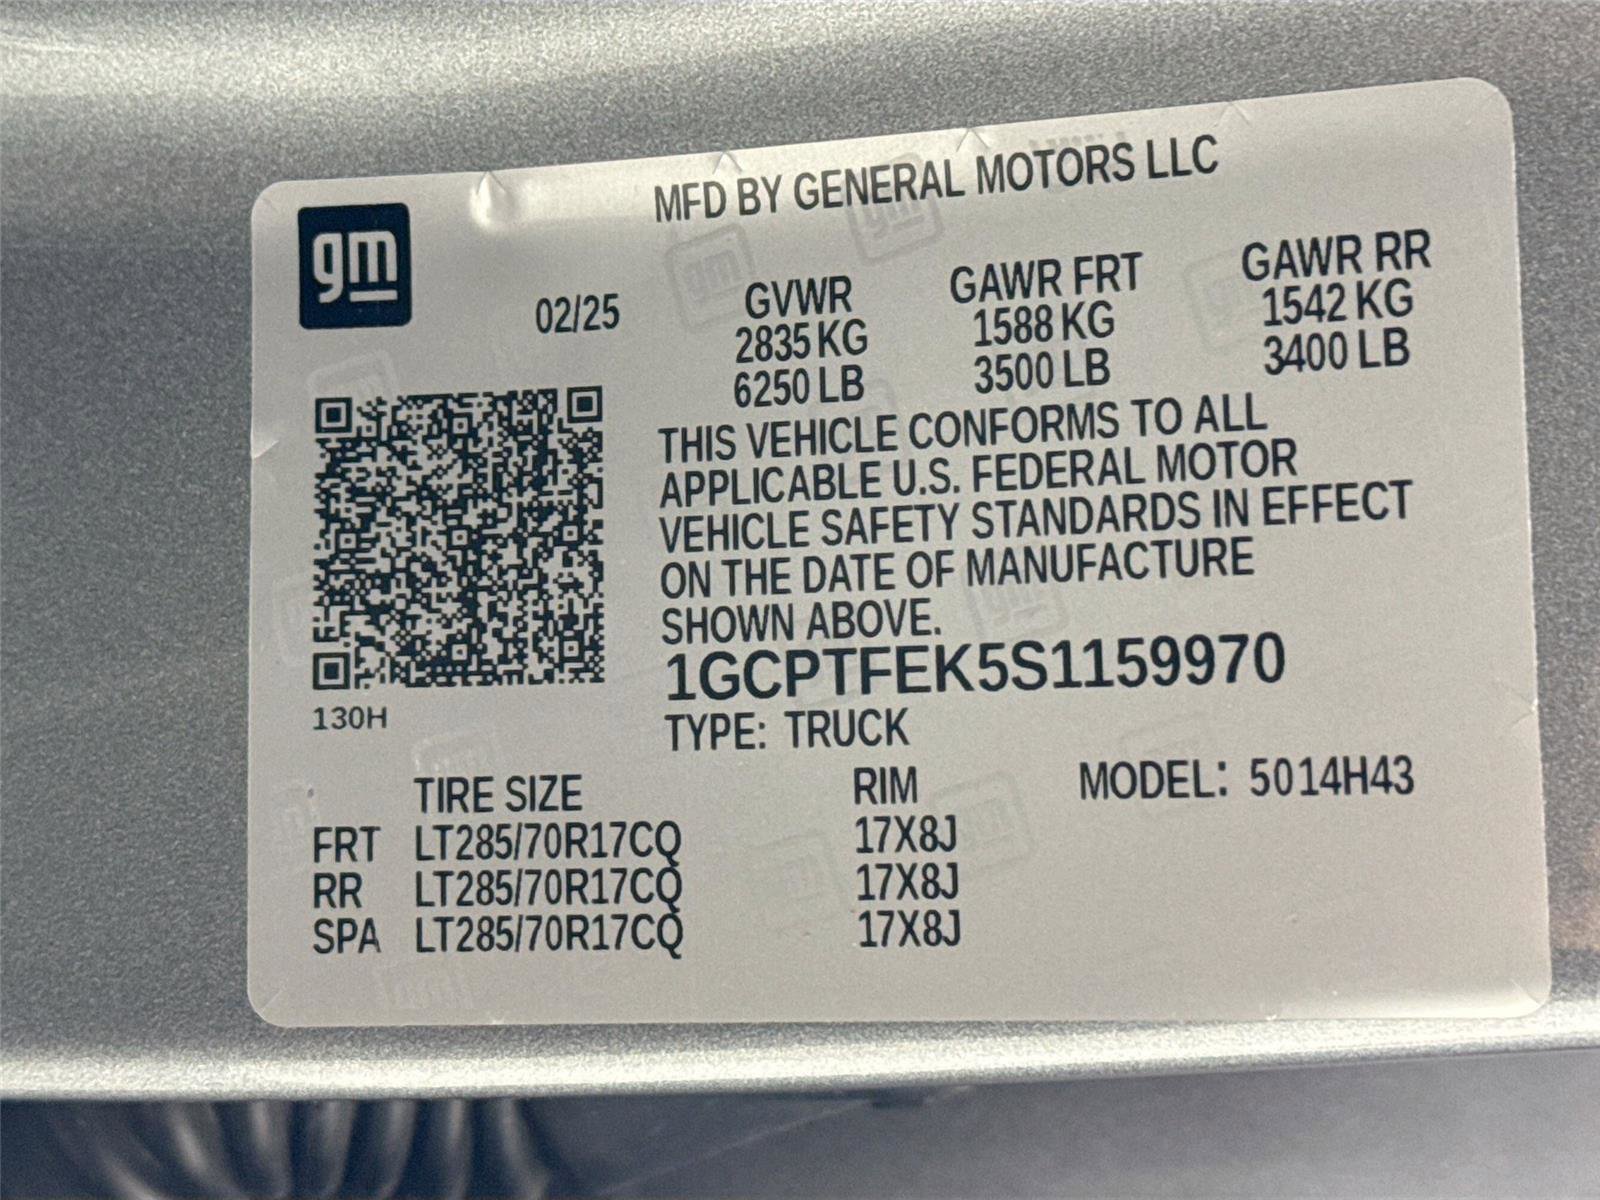 MFD BY GENERAL MOTORS LLC
gm
02/25 GVWR GAWR FRT GAWR RR
2835 KG 1588 KG 1542 KG
6250 LB 3500 LB 3400 LB
THIS VEHICLE CONFORMS TO ALL
APPLICABLE U.S. FEDERAL MOTOR
VEHICLE SAFETY STANDARDS IN EFFECT
ON THE DATE OF MANUFACTURE
SHOWN ABOVE.
1GCPTFEK5S1159970
130H
TYPE: TRUCK
TIRE SIZE RIM MODEL: 5014H43
FRT LT285/70R17CQ 17X8J
RR LT285/70R17CQ 17X8J
SPA LT285/70R17CQ 17X8J